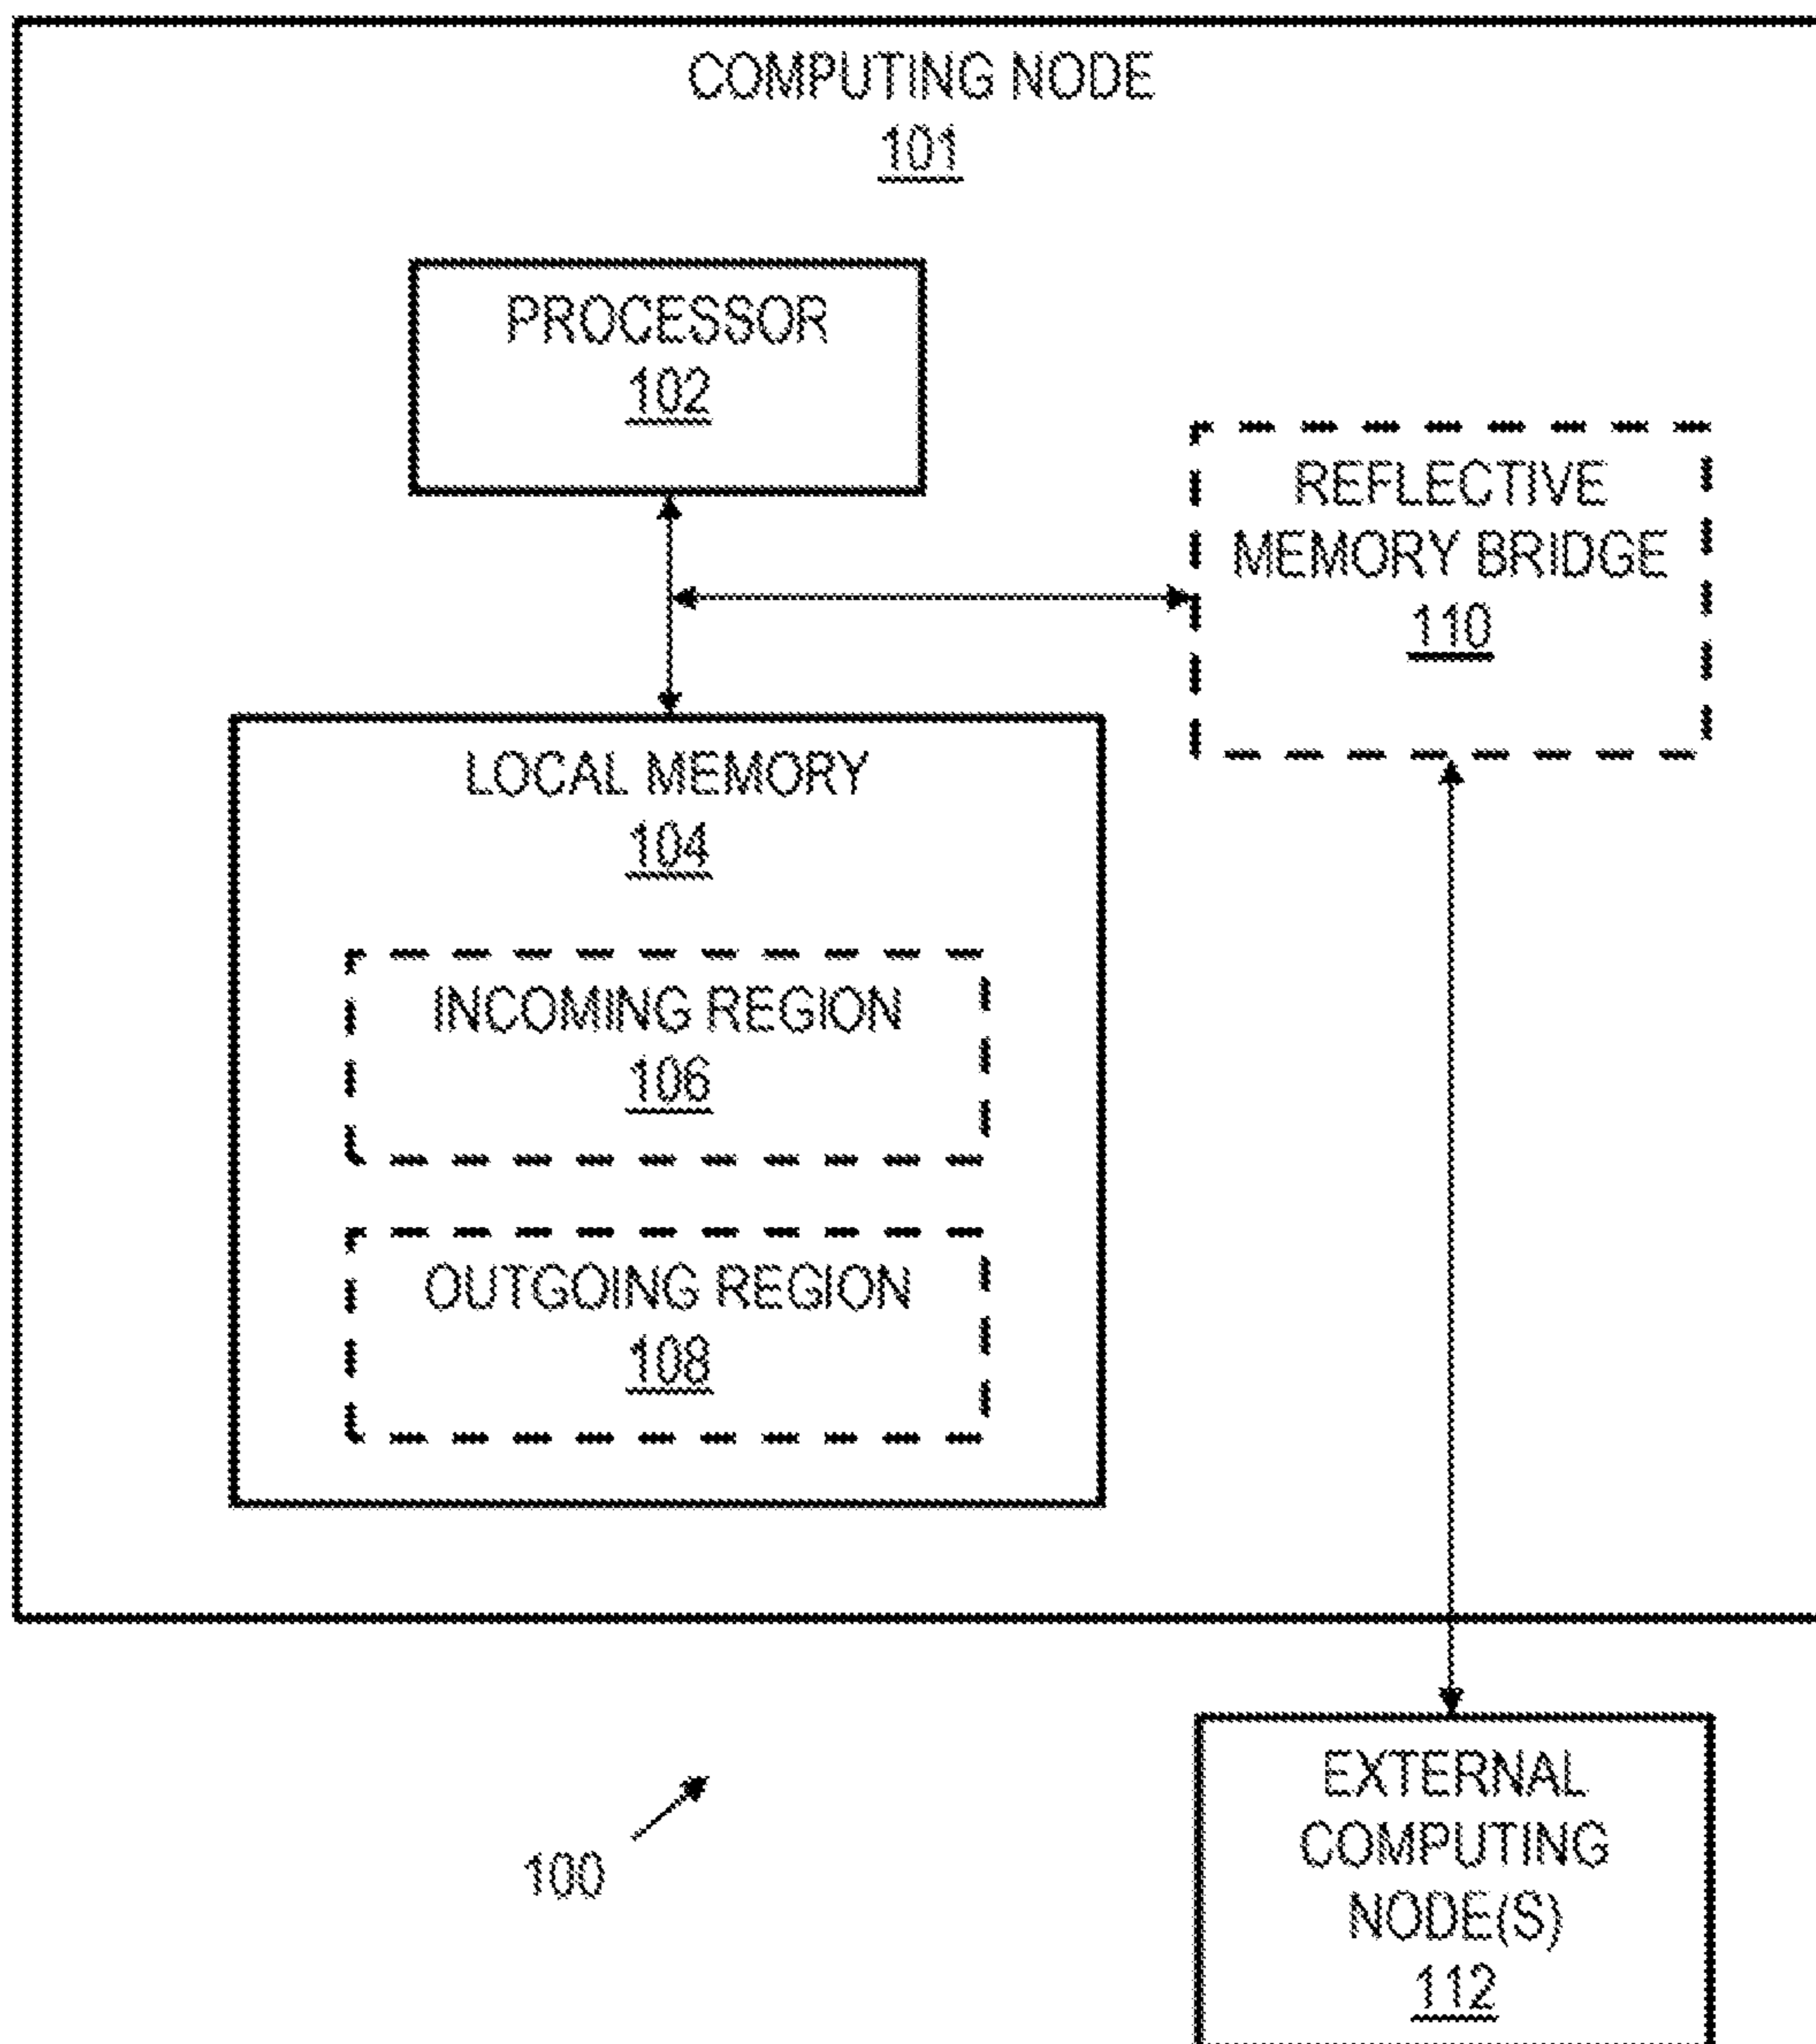 COMPUTING NODE
101
PROCESSOR
102
REFLECTIVE
MEMORY BRIDGE
110
LOCAL MEMORY
104
INCOMING REGION
106
OUTGOING REGION
108
100
EXTERNAL
COMPUTING
NODE(S)
112